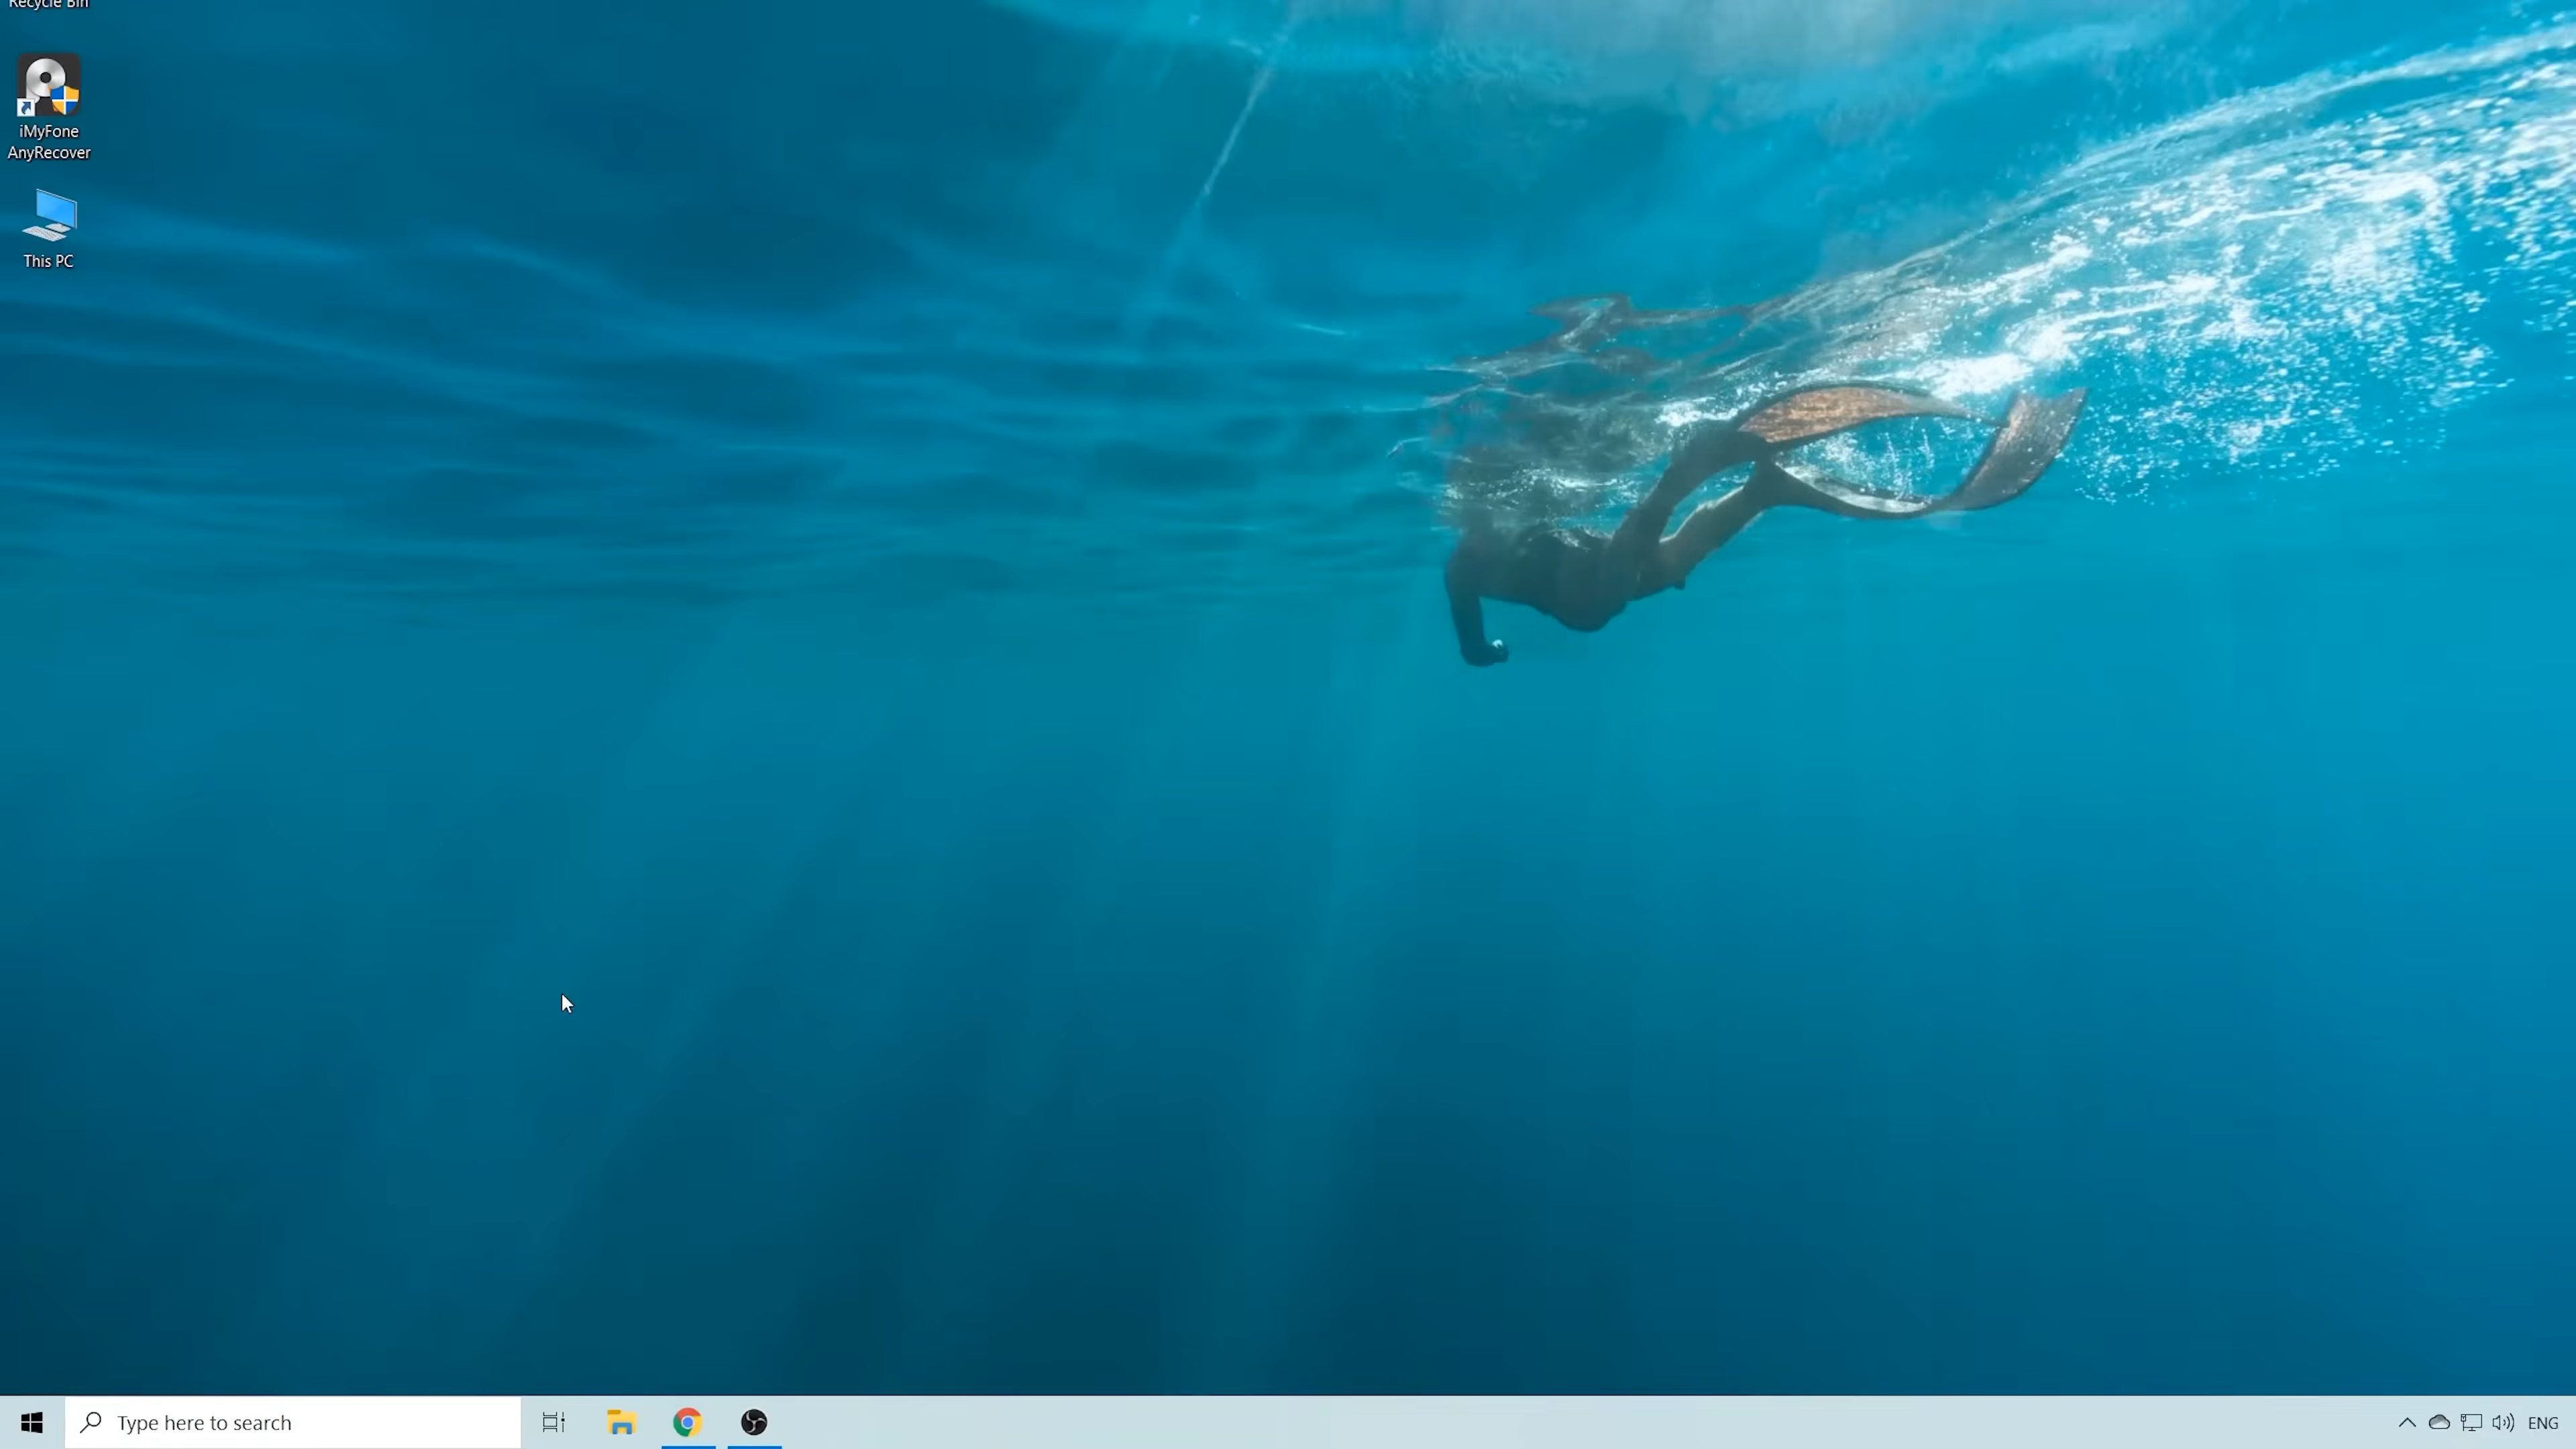 Recycle Bin
iMyFone
AnyRecover
This PC
Type here to search
ENG